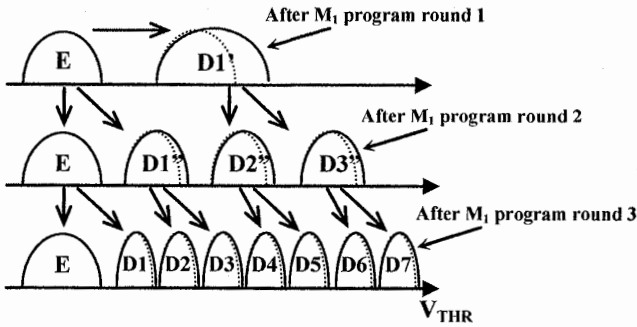 After M1 program round 1
E
D1'
After M1 program round 2
E
D1''
D2''
D3''
After M1 program round 3
E
D1
D2
D3
D4
D5
D6
D7
VTHR